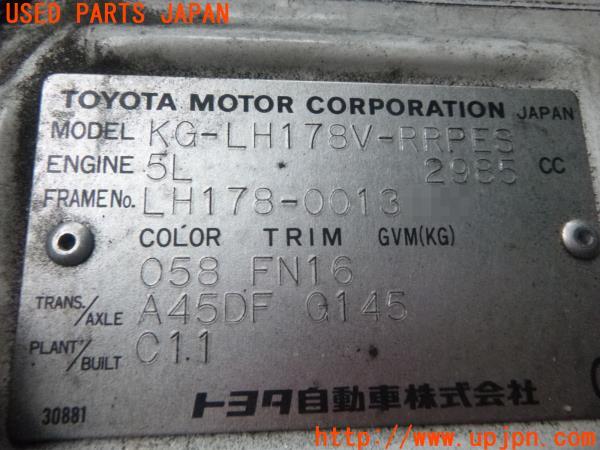 USED PARTS JAPAN
TOYOTA MOTOR CORPORATION JAPAN
MODEL KG-LH178V-RRPES
ENGINE 5L 2985 CC
FRAME No. LH178-0013
COLOR TRIM GVM(KG)
058 FN16
TRANS./AXLE A45DF G145
PLANT/BUILT C11
30881 トヨタ自動車株式会社
http://www.upjpn.com/